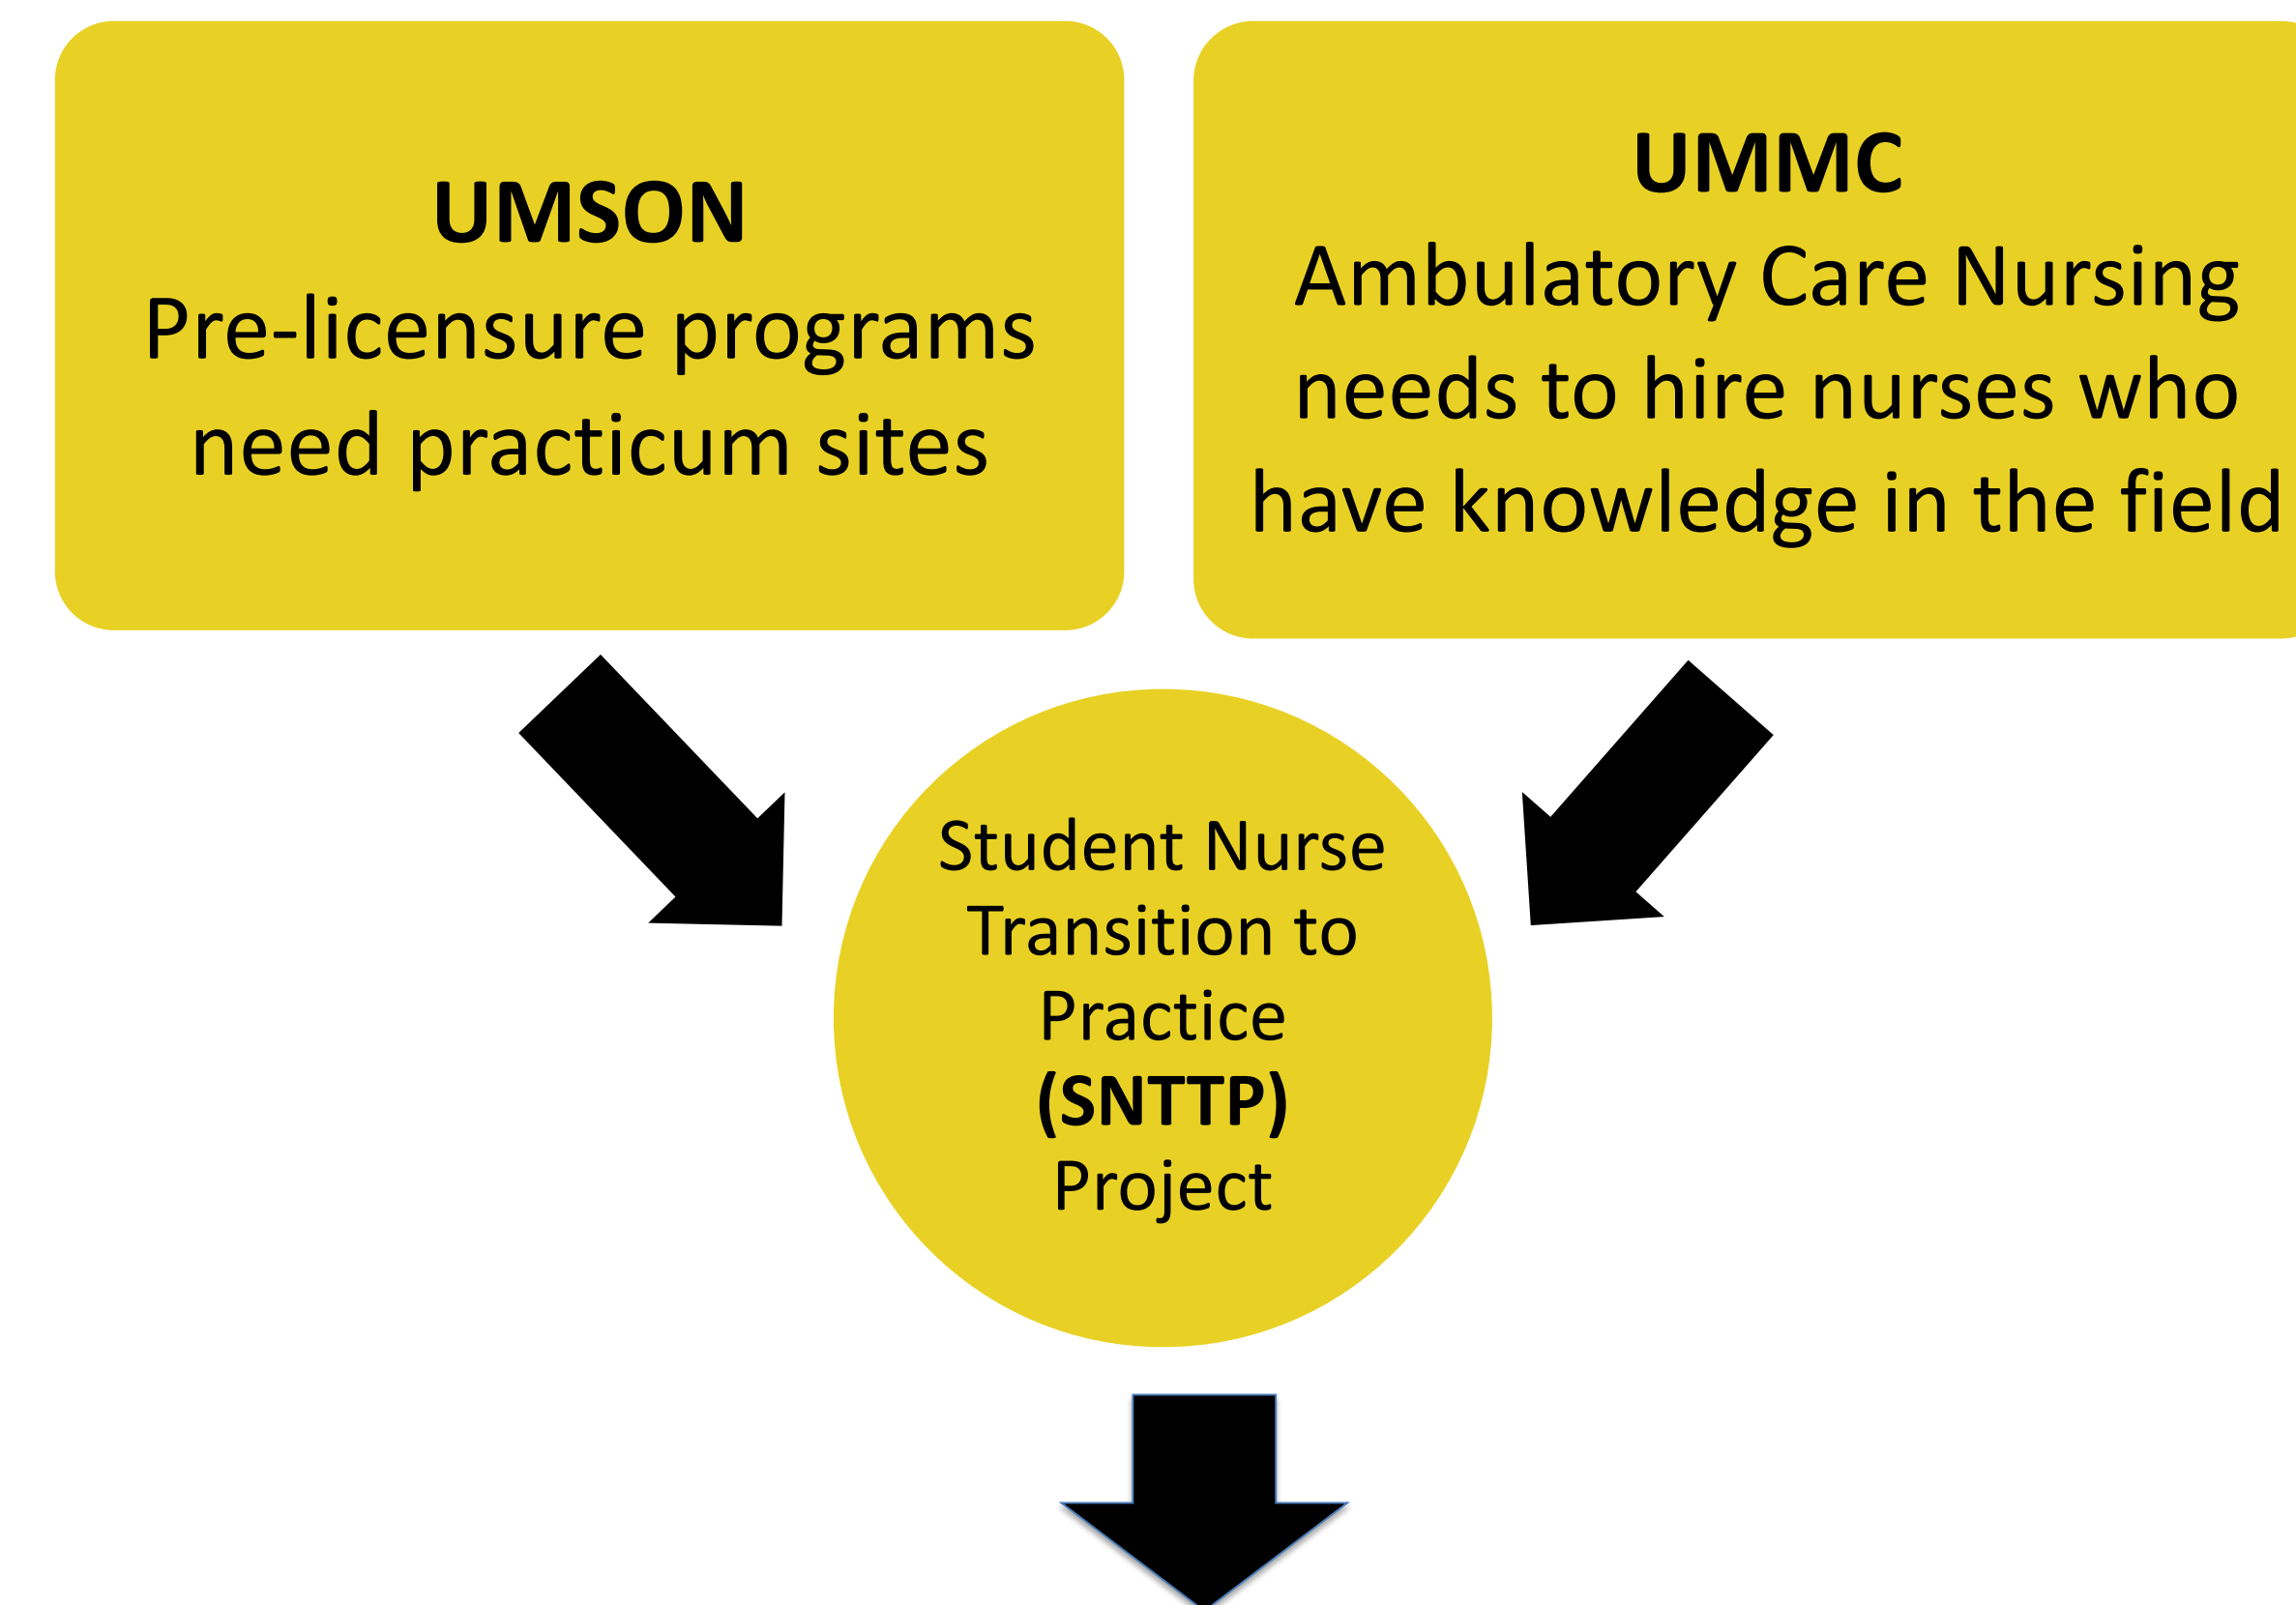 UMSON
Pre-licensure programs
need practicum sites
UMMC
Ambulatory Care Nursing
needs to hire nurses who
have knowledge in the field
Student Nurse
Transition to
Practice
(SNTTP)
Project